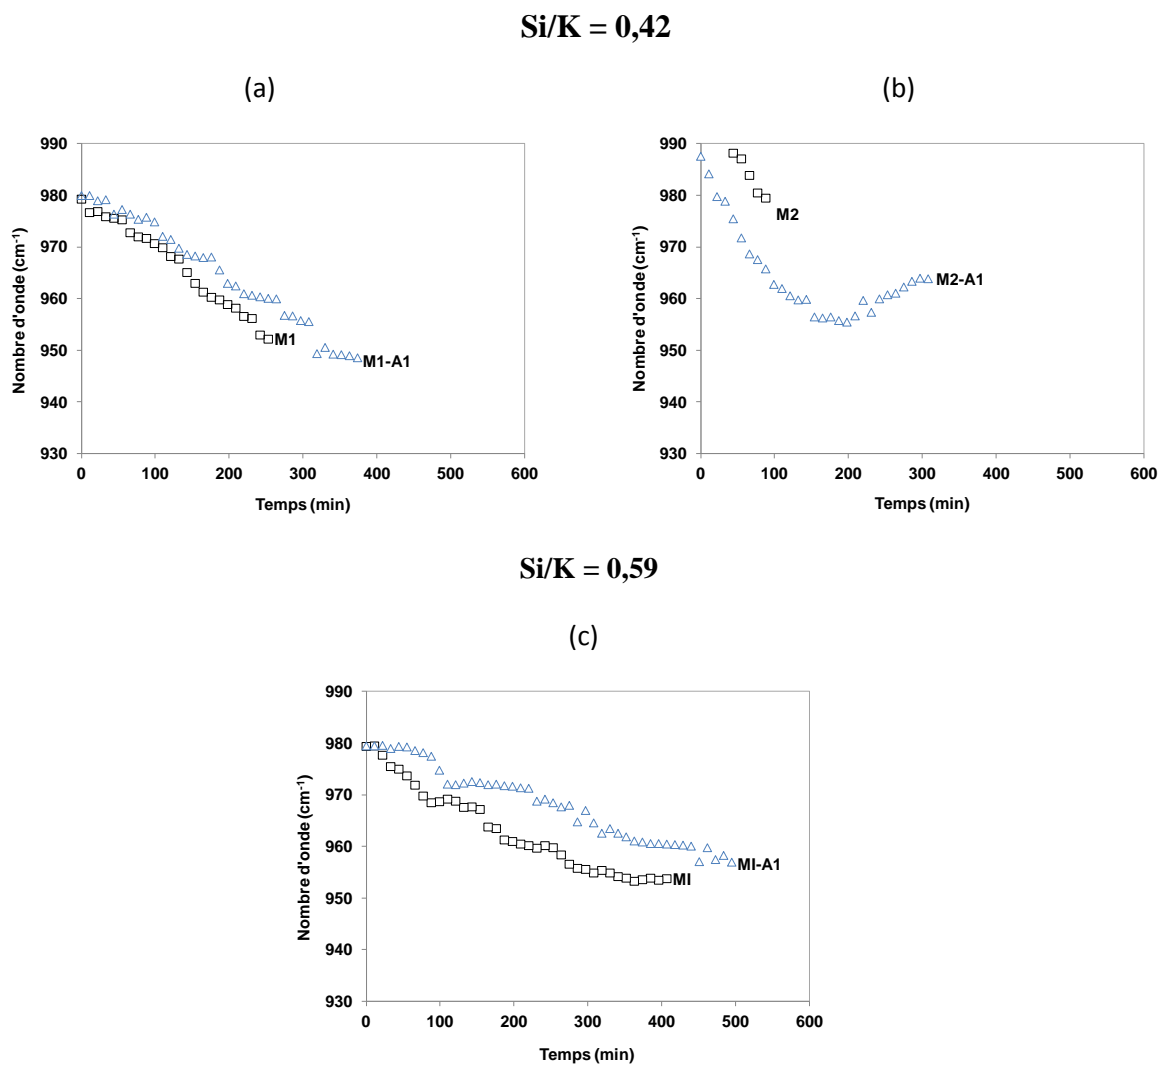 Si/K = 0,42
(a)
(b)
990
980
970
960
950
940
930
Nombre d'onde (cm-1)
M1
M1-A1
0 100 200 300 400 500 600
Temps (min)
990
980
970
960
950
940
930
Nombre d'onde (cm-1)
M2
M2-A1
0 100 200 300 400 500 600
Temps (min)
Si/K = 0,59
(c)
990
980
970
960
950
940
930
Nombre d'onde (cm-1)
MI-A1
MI
0 100 200 300 400 500 600
Temps (min)